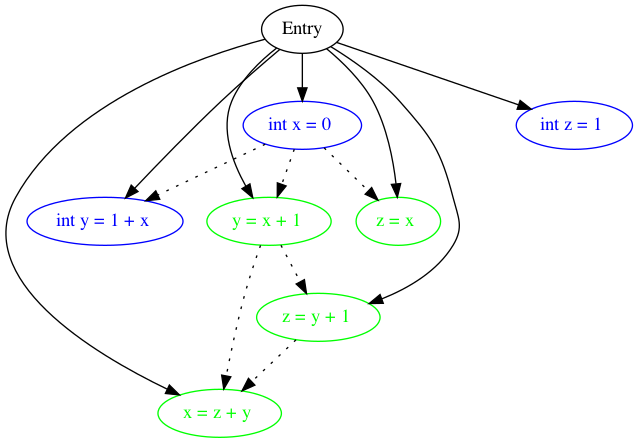 Entry
int x = 0
int z = 1
int y = 1 + x
y = x + 1
z = x
z = y + 1
x = z + y